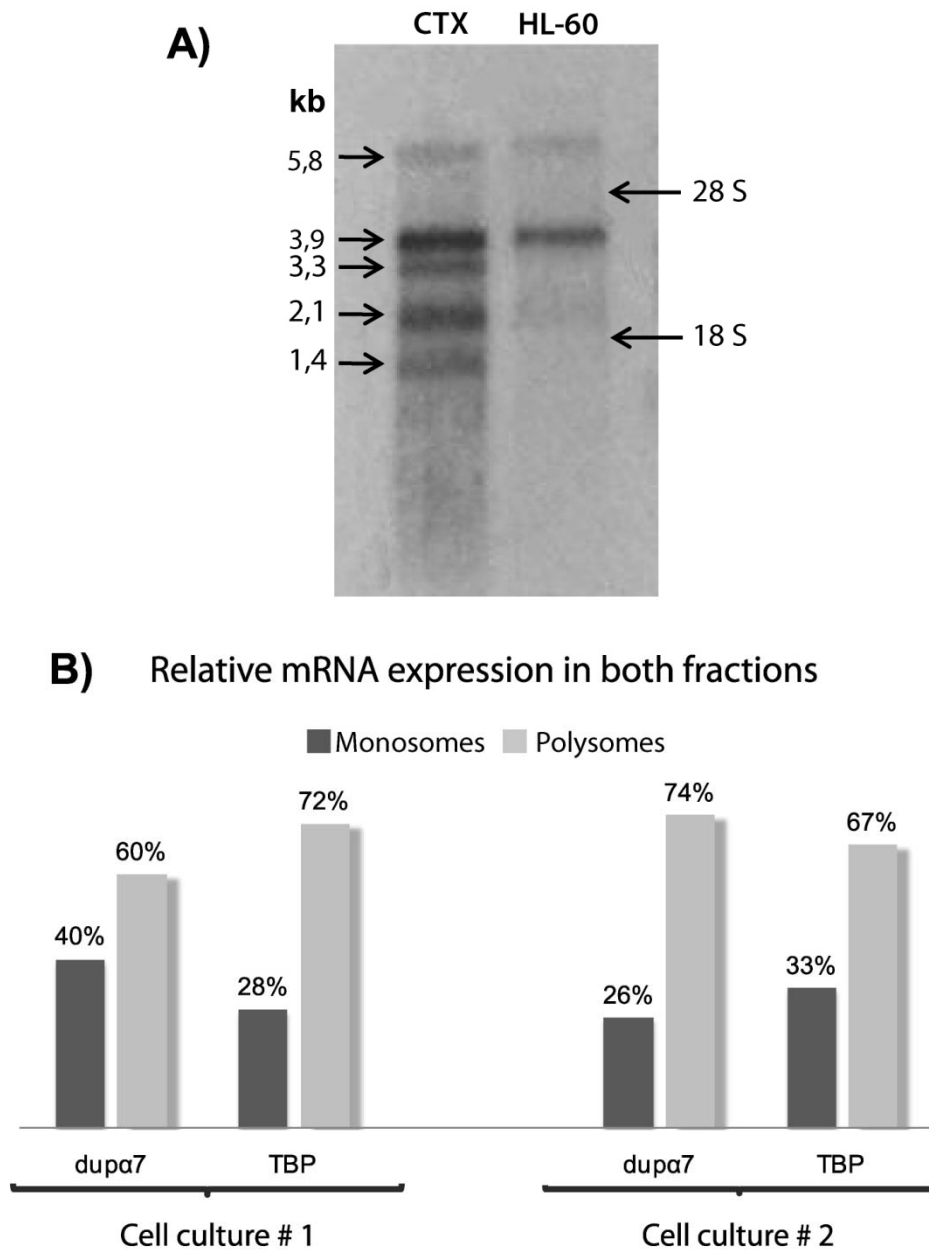 A)
CTX HL-60
kb
5,8
28 S
3,9
3,3
2,1
18 S
1,4
B) Relative mRNA expression in both fractions
Monosomes Polysomes
40% 60% 28% 72% 26% 74% 33% 67%
dupα7 TBP dupα7 TBP
Cell culture # 1 Cell culture # 2